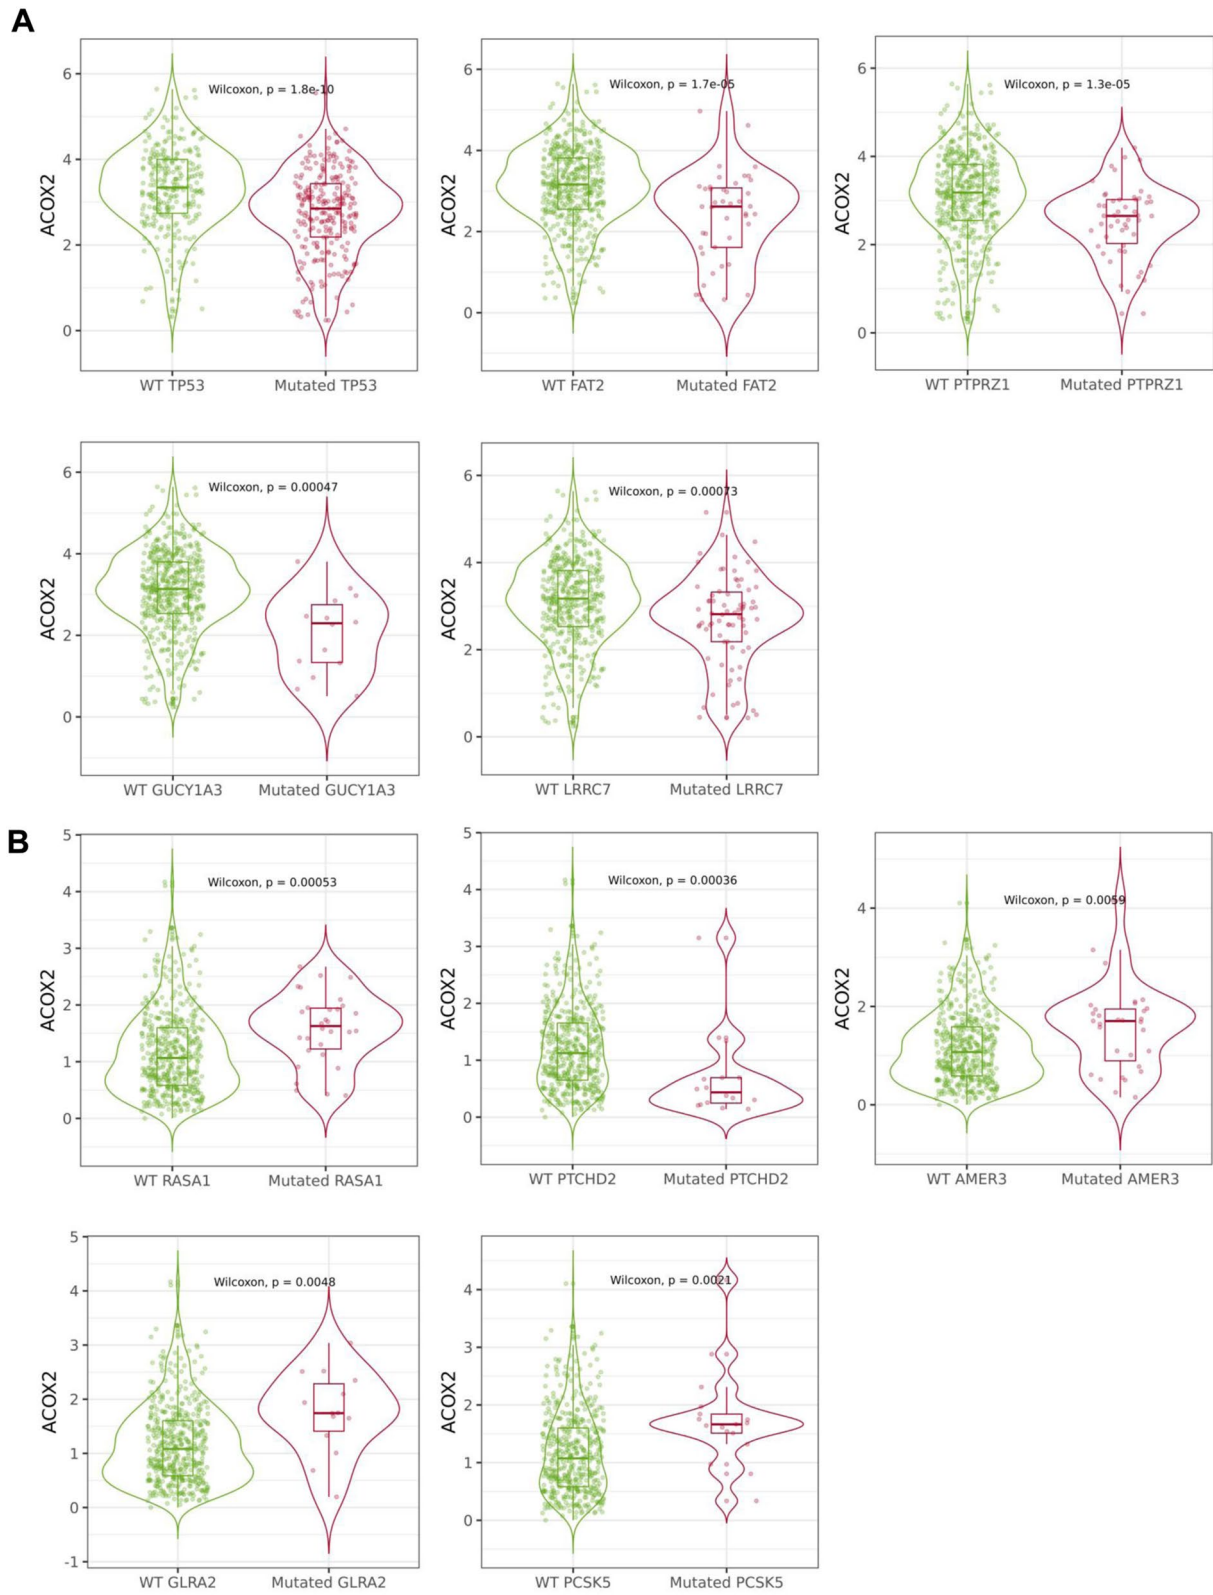 A
ACOX2
6
4
2
0
Wilcoxon, p = 1.8e-10
WT TP53
Mutated TP53
ACOX2
6
4
2
0
Wilcoxon, p = 1.7e-05
WT FAT2
Mutated FAT2
ACOX2
6
4
2
0
Wilcoxon, p = 1.3e-05
WT PTPRZ1
Mutated PTPRZ1
ACOX2
6
4
2
0
Wilcoxon, p = 0.00047
WT GUCY1A3
Mutated GUCY1A3
ACOX2
6
4
2
0
Wilcoxon, p = 0.00073
WT LRRC7
Mutated LRRC7
B
ACOX2
5
4
3
2
1
0
Wilcoxon, p = 0.00053
WT RASA1
Mutated RASA1
ACOX2
5
4
3
2
1
0
Wilcoxon, p = 0.00036
WT PTCHD2
Mutated PTCHD2
ACOX2
4
2
0
Wilcoxon, p = 0.0059
WT AMER3
Mutated AMER3
ACOX2
5
4
3
2
1
0
-1
Wilcoxon, p = 0.0048
WT GLRA2
Mutated GLRA2
ACOX2
4
3
2
1
0
Wilcoxon, p = 0.0021
WT PCSK5
Mutated PCSK5